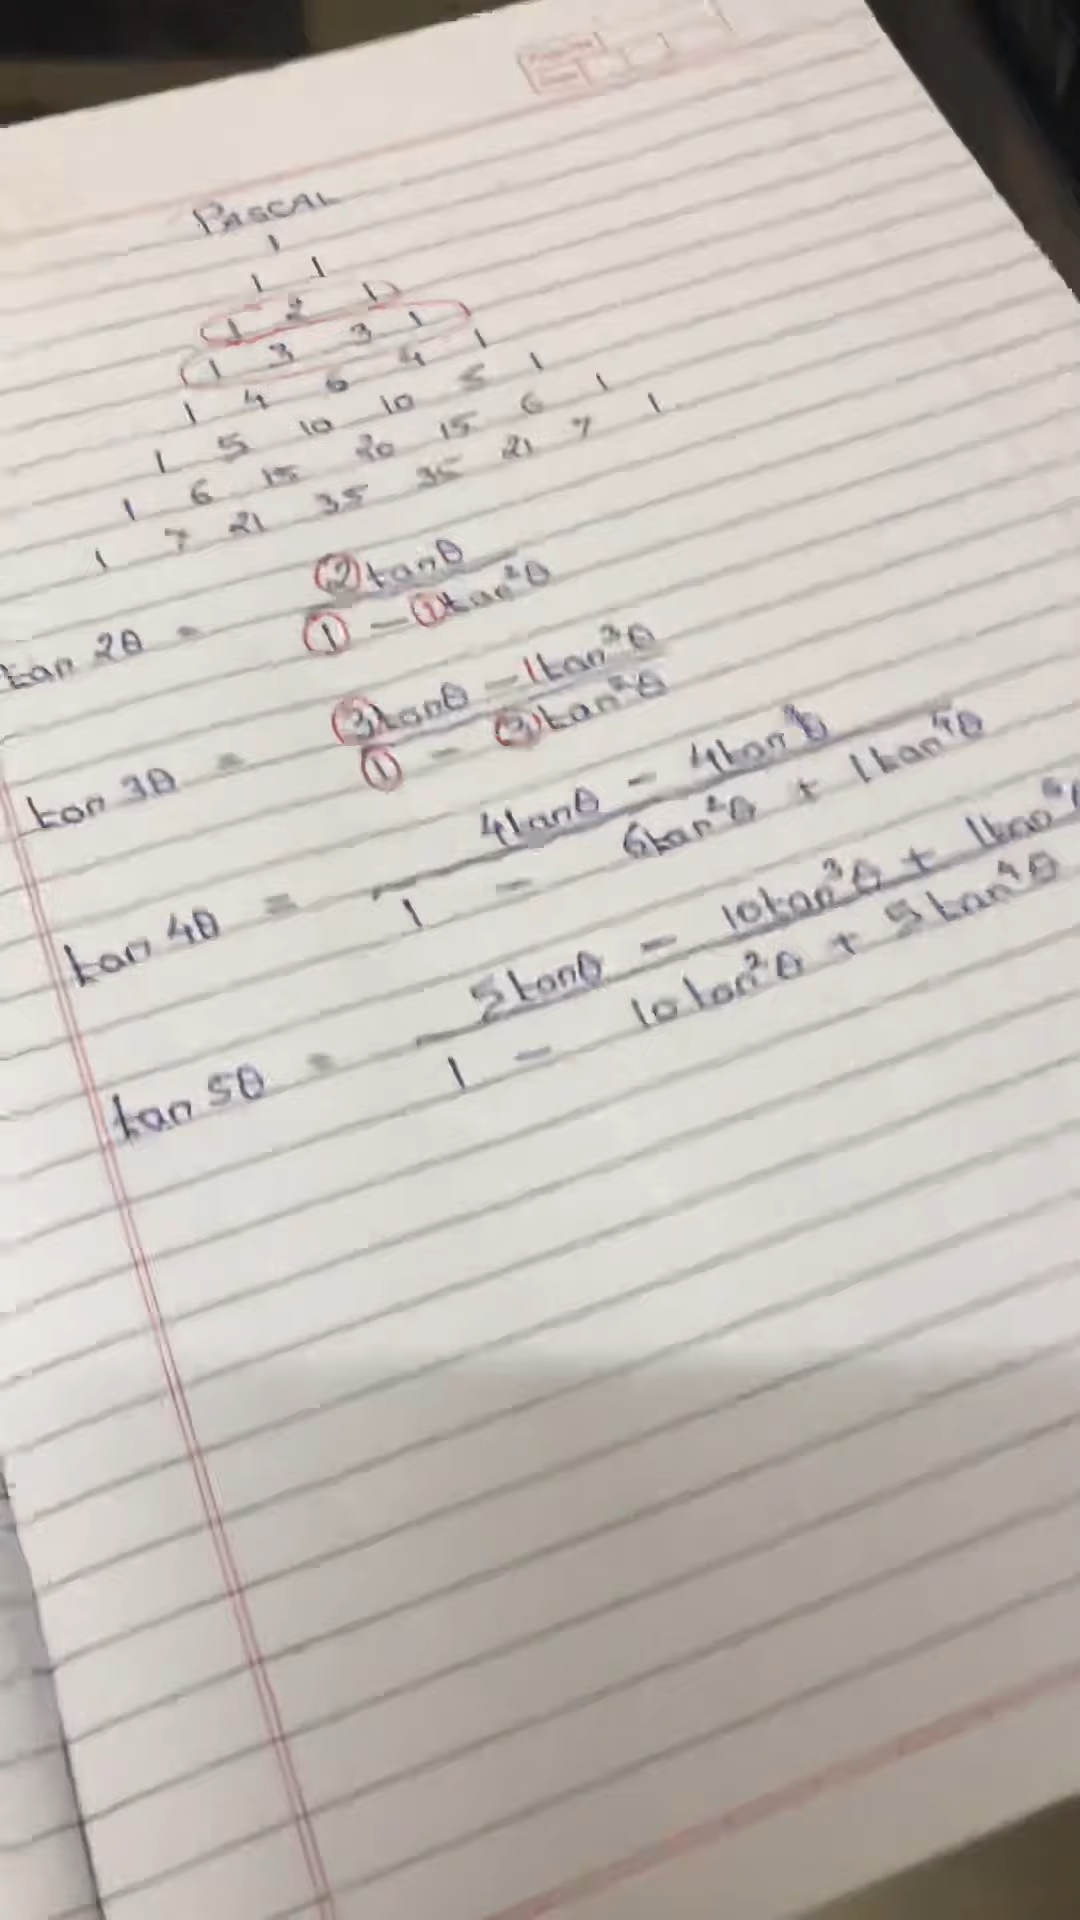 PASCAL
1
1 1
1 2 1
1 3 3 1
1 4 6 4 1
1 5 10 10 5 1
1 6 15 20 15 6 1
1 7 21 35 35 21 7 1
tan 2θ = 2tanθ / 1 - 1tan²θ
tan 3θ = 3tanθ - 1tan³θ / 1 - 3tan²θ
tan 4θ = 4tanθ - 4tan³θ / 1 - 6tan²θ + 1tan⁴θ
tan 5θ = 5tanθ - 10tan³θ + 1tan⁵θ / 1 - 10tan²θ + 5tan⁴θ